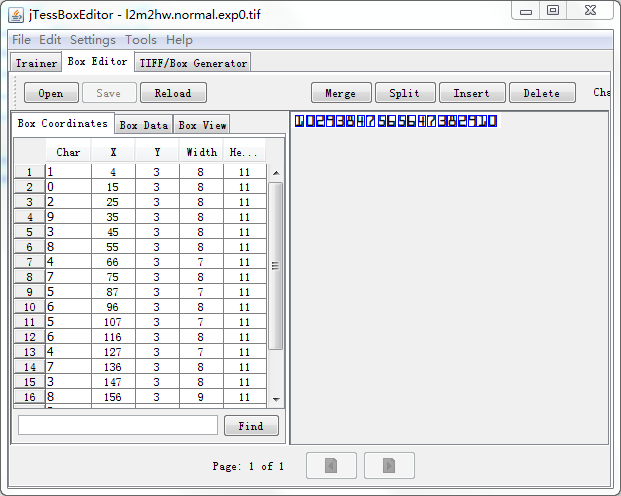 jTessBoxEditor - l2m2hw.normal.exp0.tif
File Edit Settings Tools Help
Trainer Box Editor TIFF/Box Generator
Open Save Reload Merge Split Insert Delete Cha
Box Coordinates Box Data Box View
10293847565647382910
Char X Y Width He...
1 1 4 3 8 11
2 0 15 3 8 11
3 2 25 3 8 11
4 9 35 3 8 11
5 3 45 3 8 11
6 8 55 3 8 11
7 4 66 3 7 11
8 7 75 3 8 11
9 5 87 3 7 11
10 6 96 3 8 11
11 5 107 3 7 11
12 6 116 3 8 11
13 4 127 3 7 11
14 7 136 3 8 11
15 3 147 3 8 11
16 8 156 3 9 11
Find
Page: 1 of 1